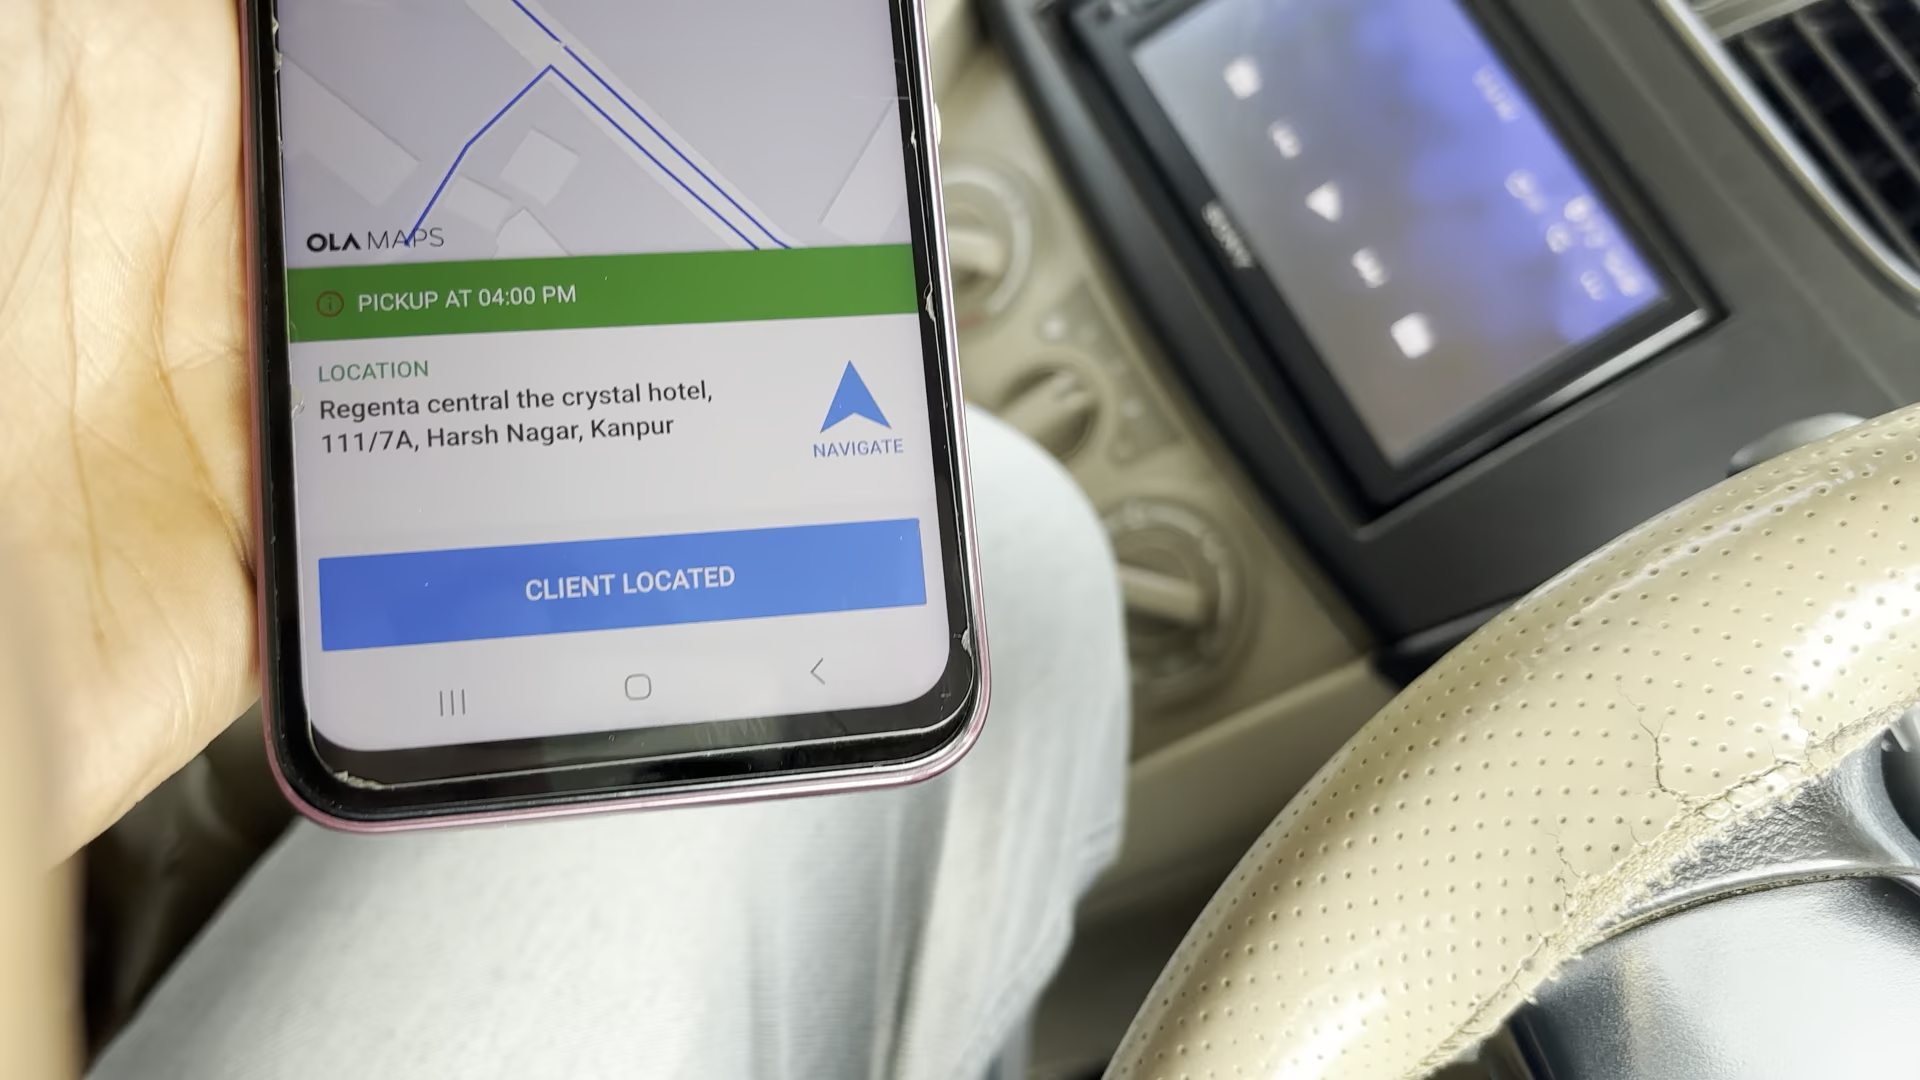 OLA MAPS
PICKUP AT 04:00 PM
LOCATION
Regenta central the crystal hotel,
111/7A, Harsh Nagar, Kanpur
NAVIGATE
CLIENT LOCATED
SONY